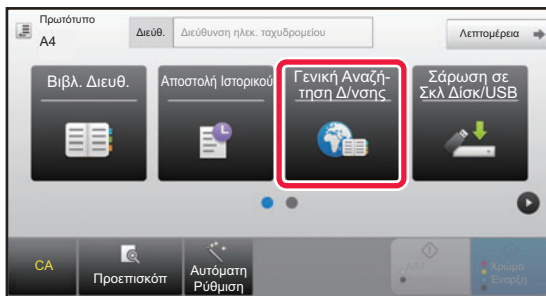 Πρωτότυπο
A4
Διεύθ.
Διεύθυνση ηλεκ. ταχυδρομείου
Λεπτομέρεια
Βιβλ. Διευθ.
Αποστολή Ιστορικού
Γενική Αναζή-
τηση Δ/νσης
Σάρωση σε
Σκλ Δίσκ/USB
CA
Προεπισκόπ
Αυτόματη
Ρύθμιση
Α/Μ
Έναρξη
Χρώμα
Έναρξη